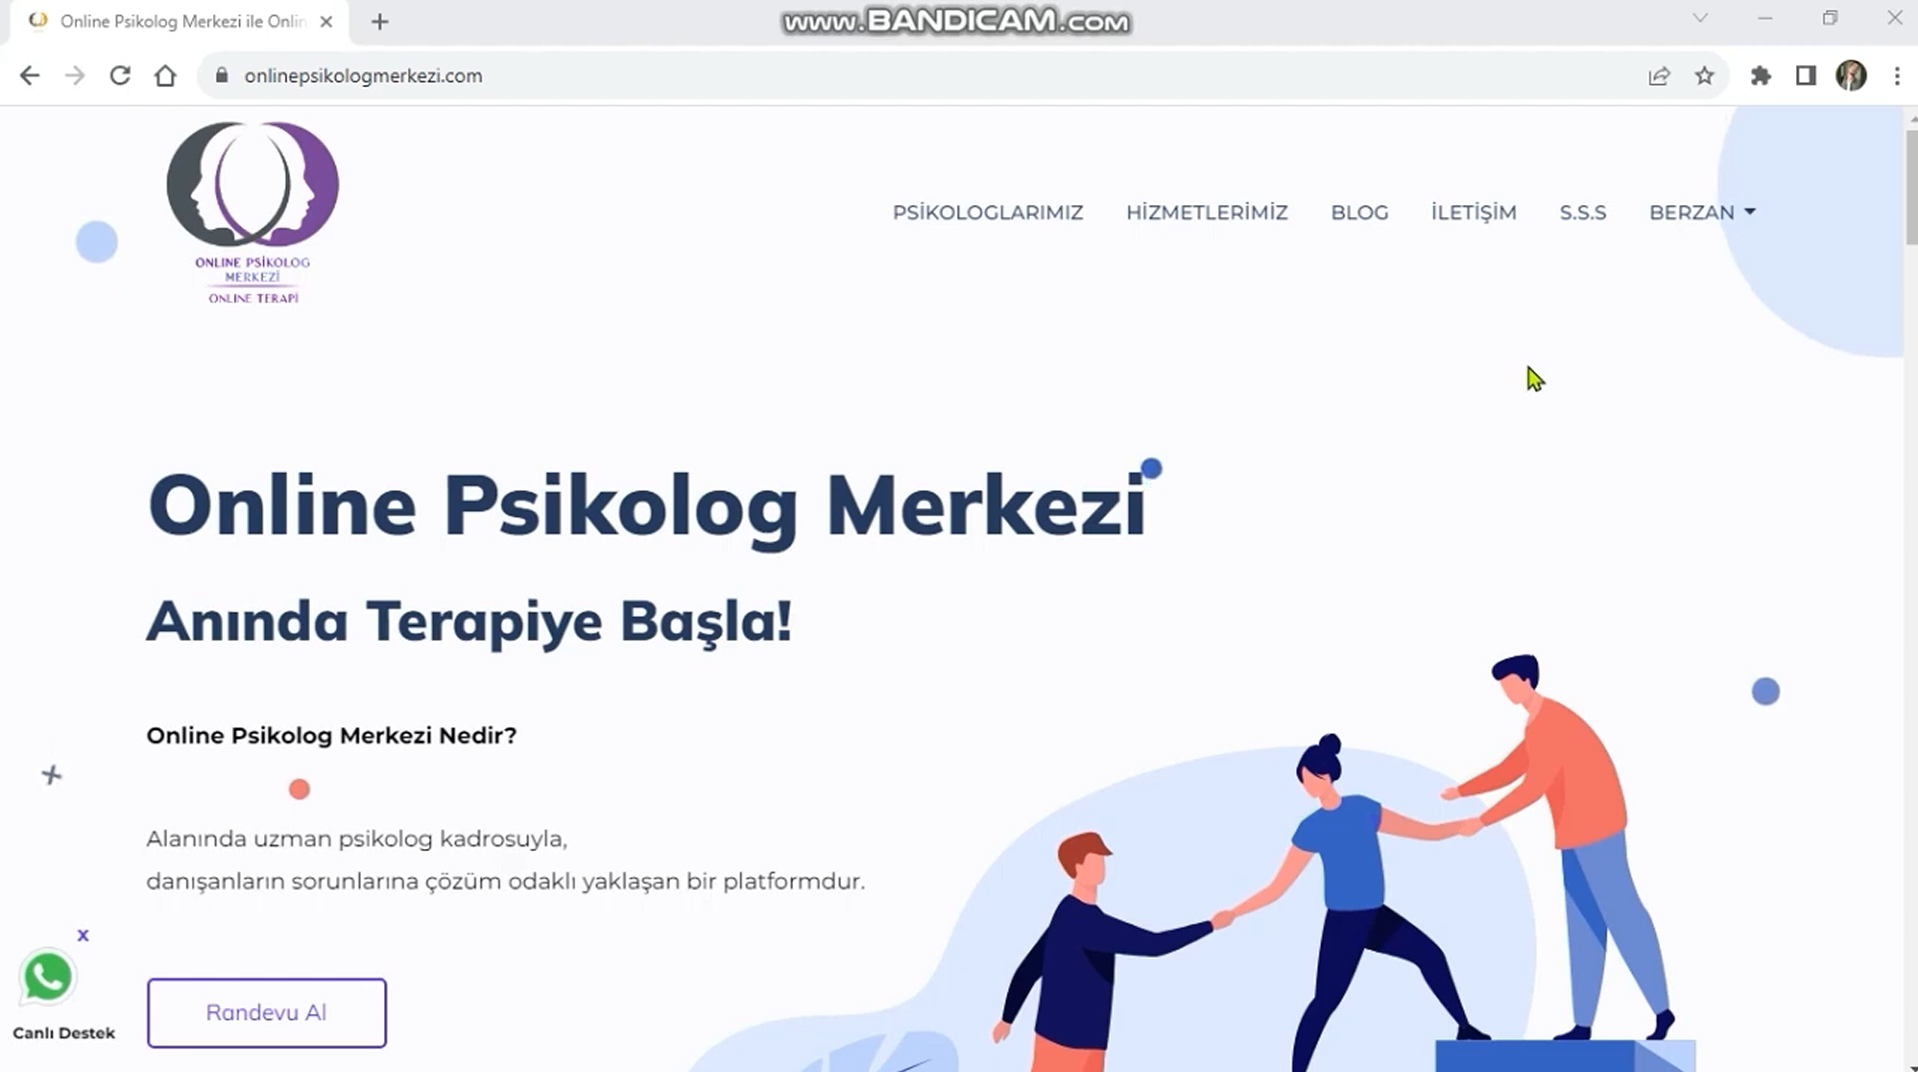 Online Psikolog Merkezi ile Onlin
www.BANDICAM.com
onlinepsikologmerkezi.com
ONLINE PSİKOLOG
MERKEZİ
ONLINE TERAPİ
PSİKOLOGLARIMIZ HİZMETLERİMİZ BLOG İLETİŞİM S.S.S BERZAN
Online Psikolog Merkezi
Anında Terapiye Başla!
Online Psikolog Merkezi Nedir?
Alanında uzman psikolog kadrosuyla,
danışanların sorunlarına çözüm odaklı yaklaşan bir platformdur.
x
Randevu Al
Canlı Destek